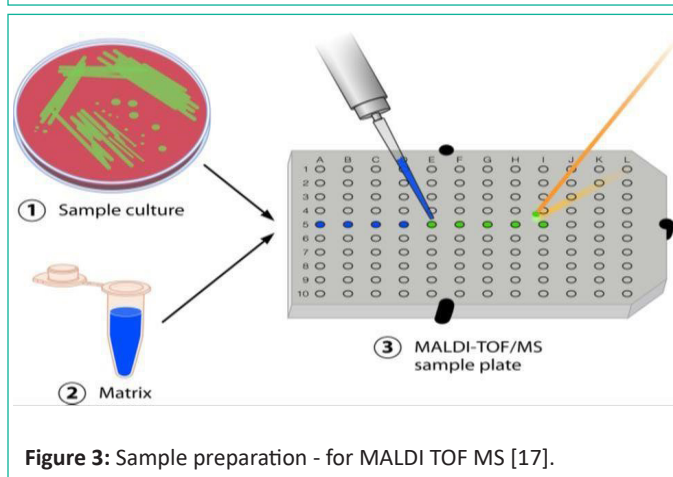 A B C D E F G H I J K L
1
2
3
4
5
6
7
8
9
10
1 Sample culture
2 Matrix
3 MALDI-TOF/MS
sample plate
Figure 3: Sample preparation - for MALDI TOF MS [17].